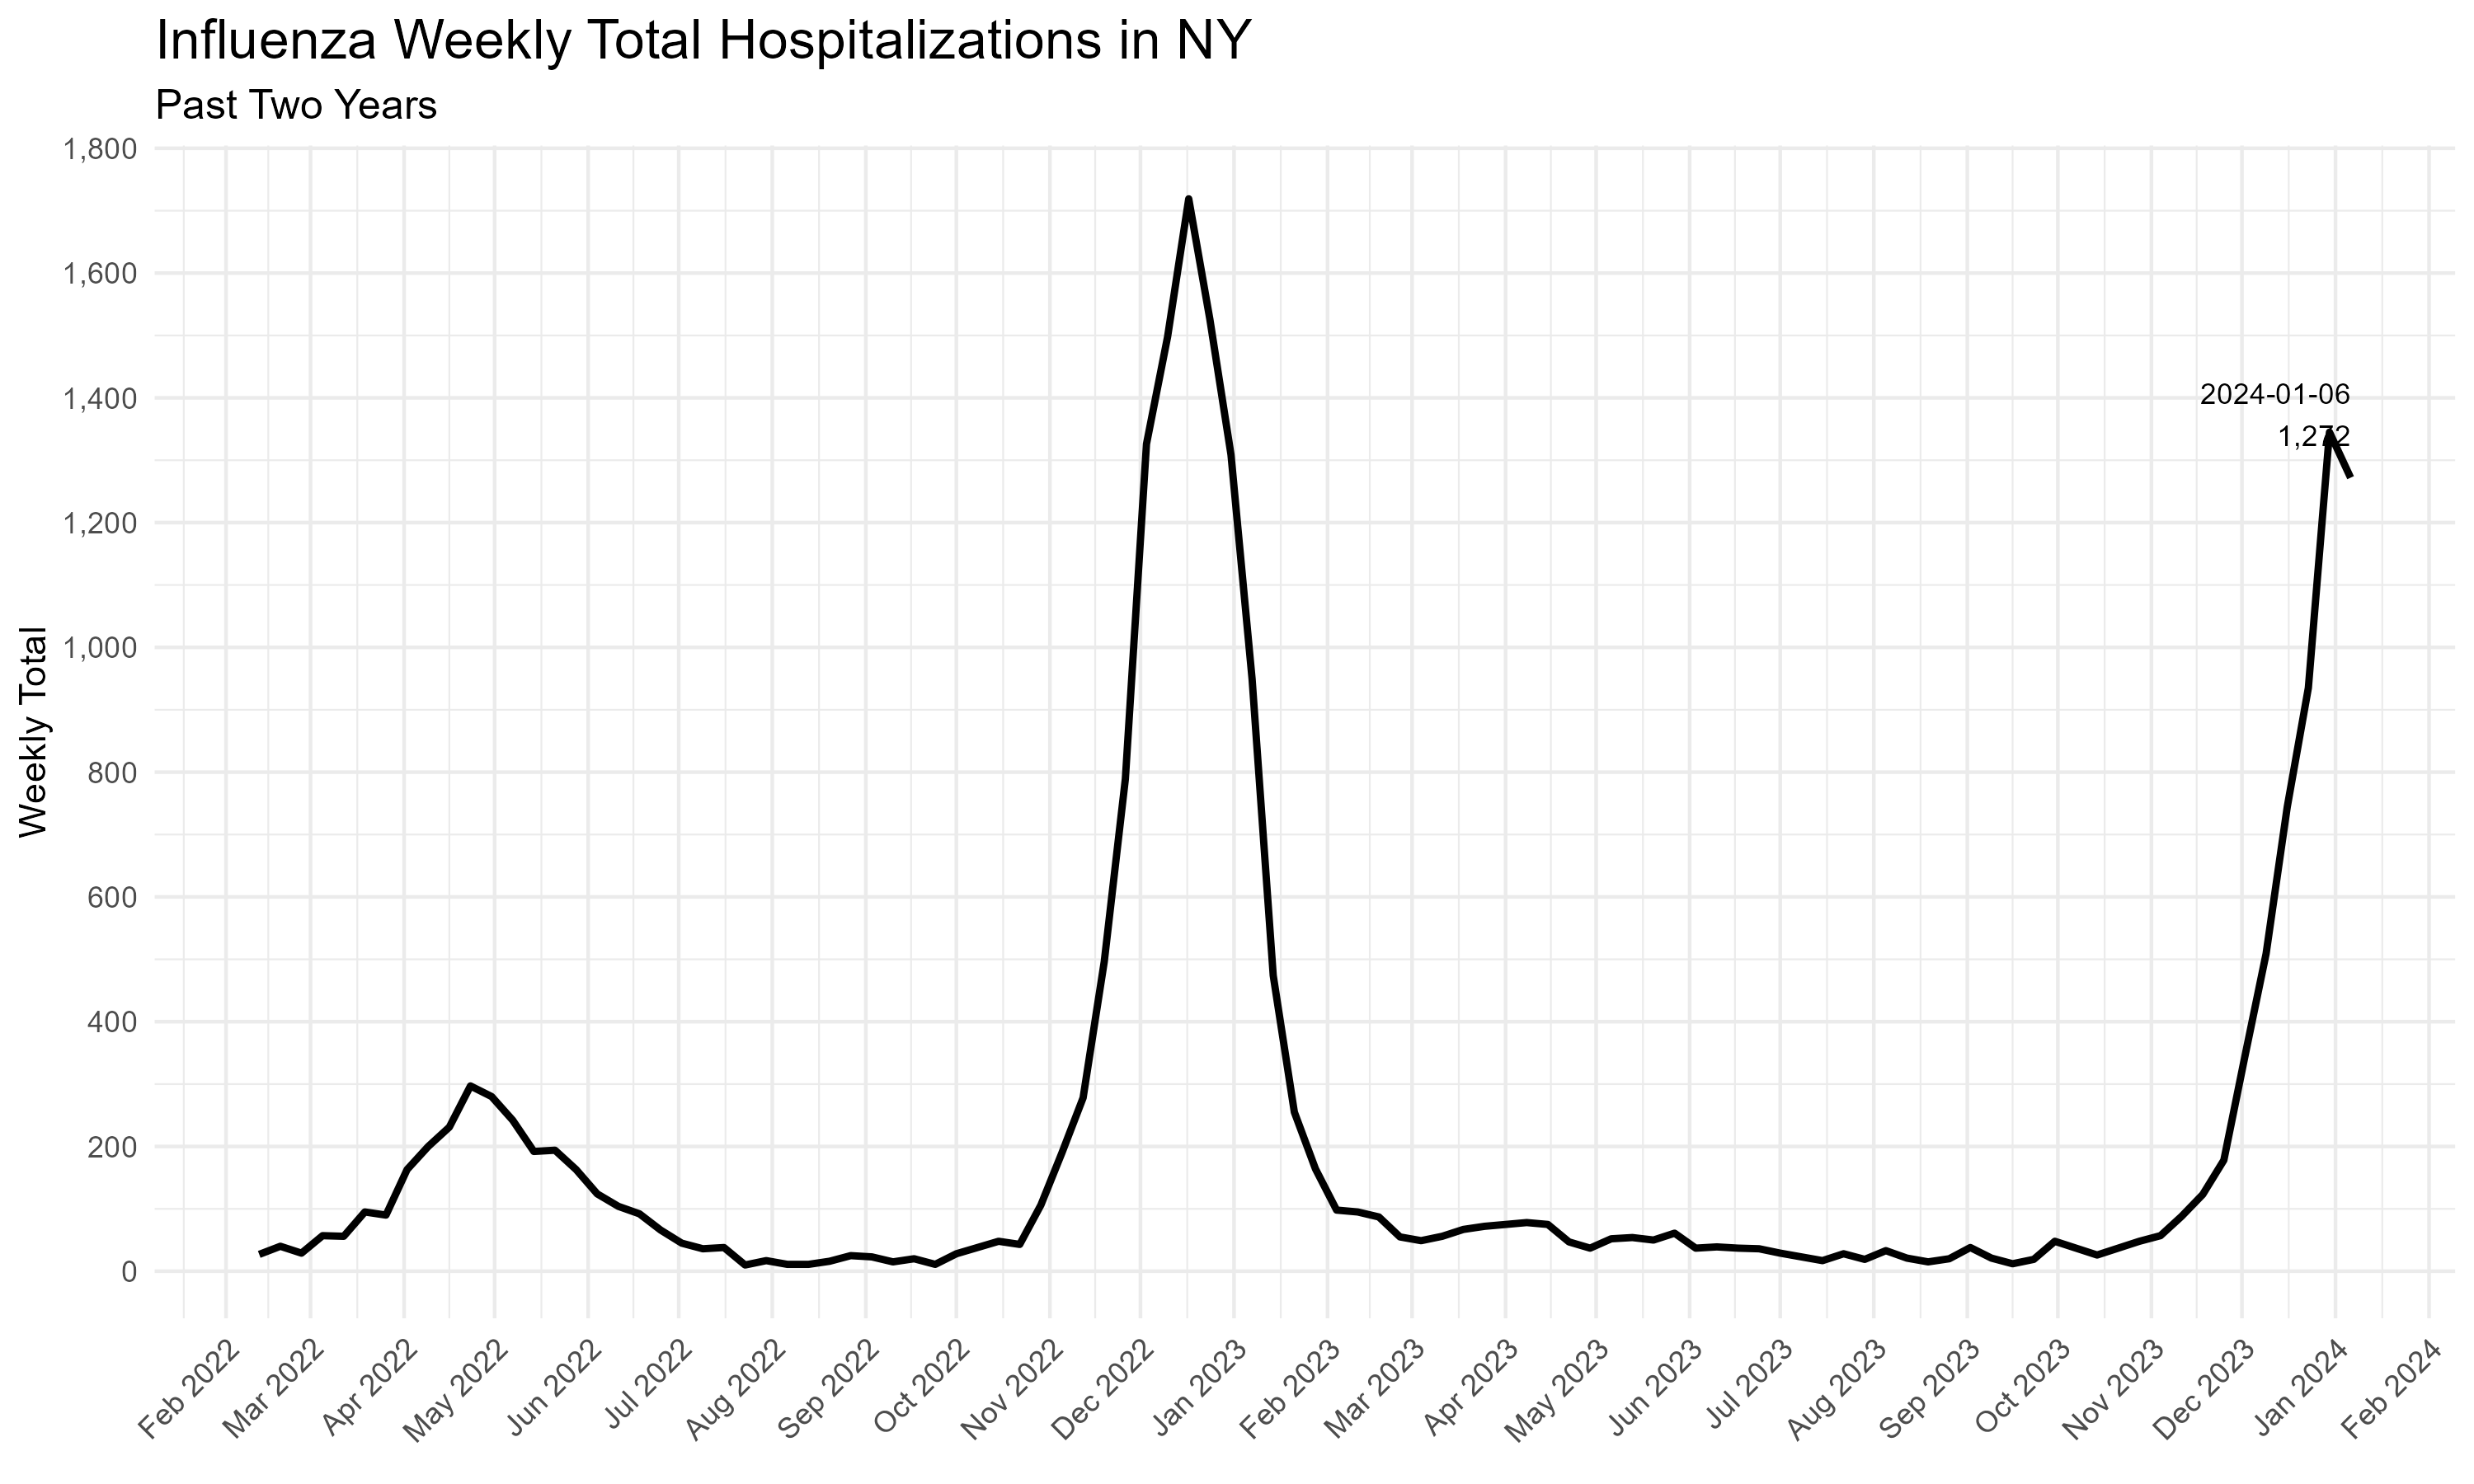 Influenza Weekly Total Hospitalizations in NY
Past Two Years
1,800
1,600
1,400
1,200
1,000
800
600
400
200
0
Weekly Total
2024-01-06
1,272
Feb 2022
Mar 2022
Apr 2022
May 2022
Jun 2022
Jul 2022
Aug 2022
Sep 2022
Oct 2022
Nov 2022
Dec 2022
Jan 2023
Feb 2023
Mar 2023
Apr 2023
May 2023
Jun 2023
Jul 2023
Aug 2023
Sep 2023
Oct 2023
Nov 2023
Dec 2023
Jan 2024
Feb 2024